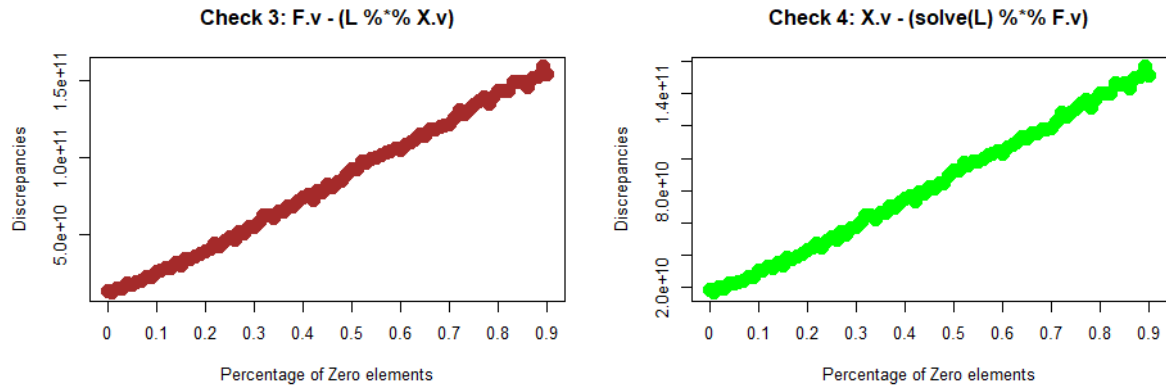 Check 3: F.v - (L %*% X.v)
Discrepancies
1.5e+11
1.0e+11
5.0e+10
0 0.1 0.2 0.3 0.4 0.5 0.6 0.7 0.8 0.9
Percentage of Zero elements
Check 4: X.v - (solve(L) %*% F.v)
Discrepancies
1.4e+11
8.0e+10
2.0e+10
0 0.1 0.2 0.3 0.4 0.5 0.6 0.7 0.8 0.9
Percentage of Zero elements